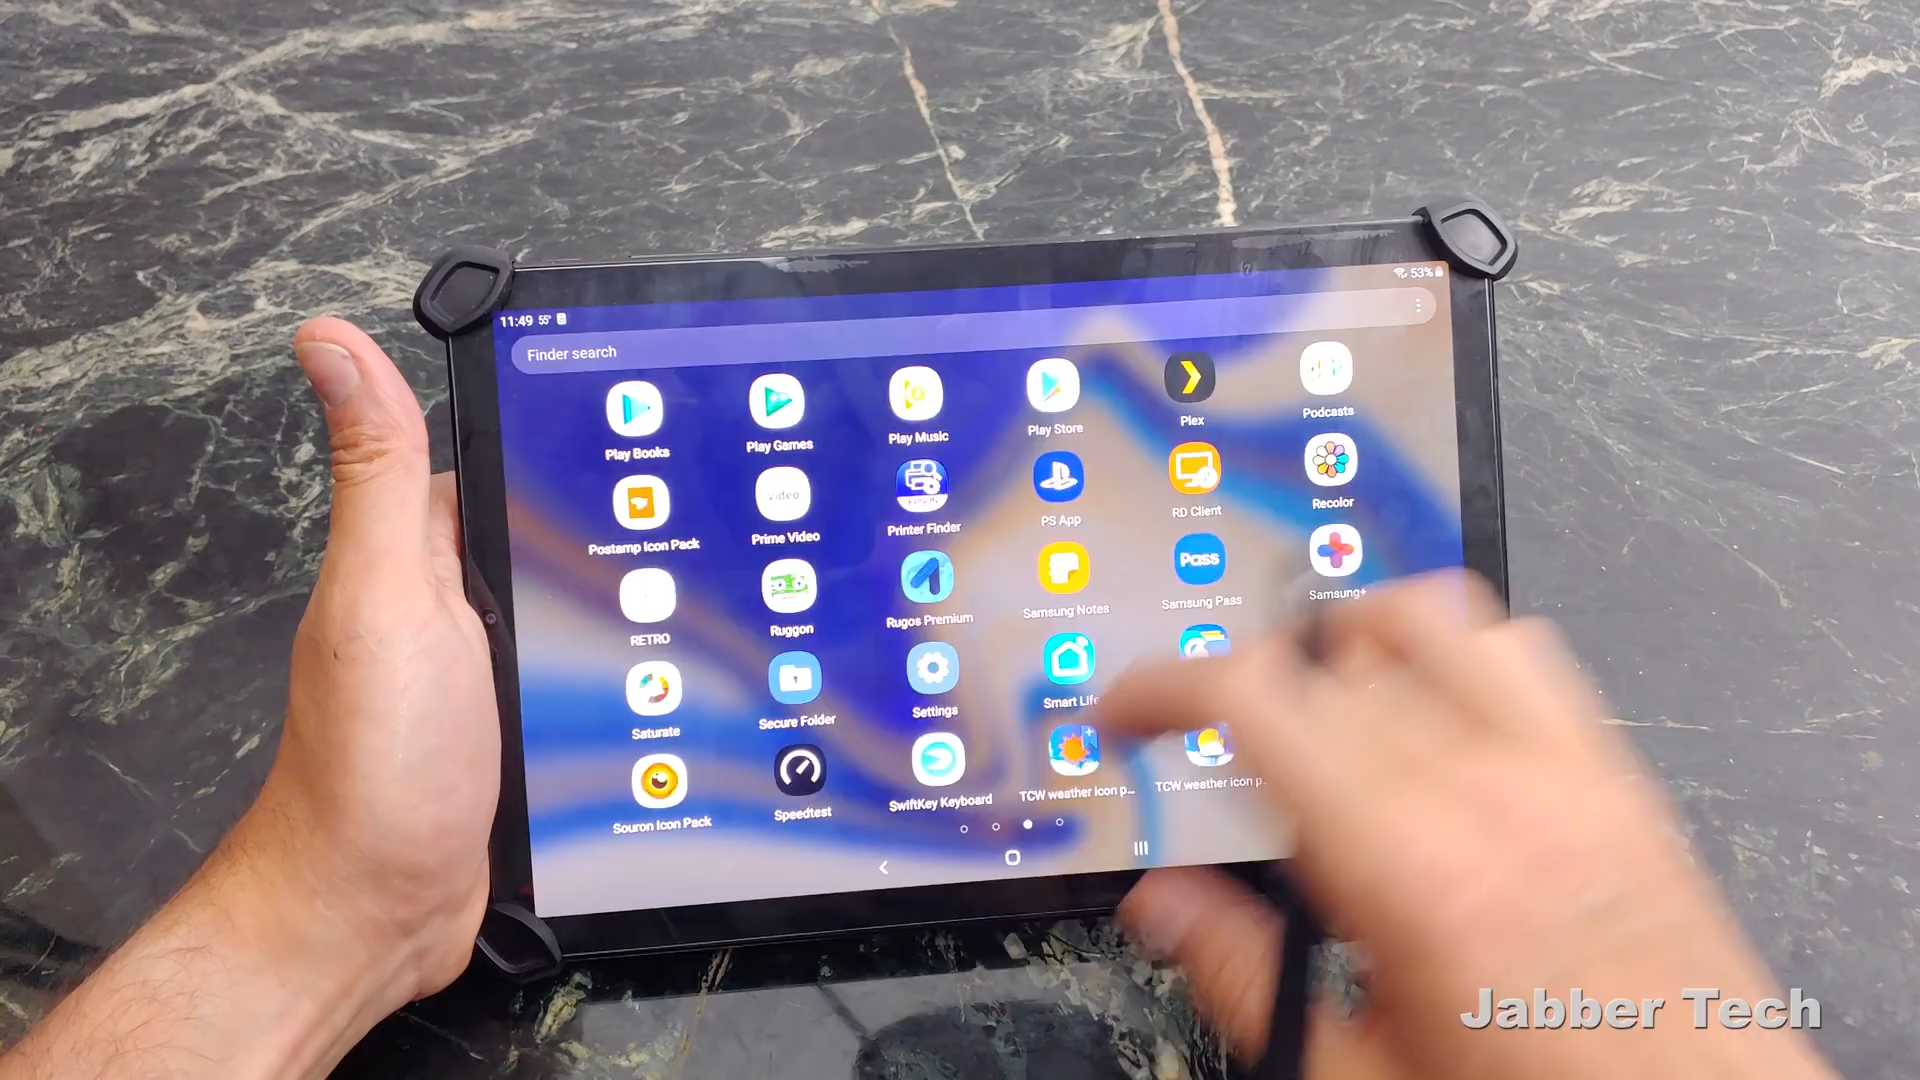 11:49 55°
53%
Finder search
Play Books
Play Games
Play Music
Play Store
Plex
Podcasts
Postamp Icon Pack
video
Prime Video
EPSON
Printer Finder
PS App
RD Client
Recolor
RETRO
Ruggon
Rugos Premium
Samsung Notes
Pass
Samsung Pass
Samsung+
Saturate
Secure Folder
Settings
Smart Life
Souron Icon Pack
Speedtest
SwiftKey Keyboard
TCW weather icon p...
TCW weather icon p...
Jabber Tech